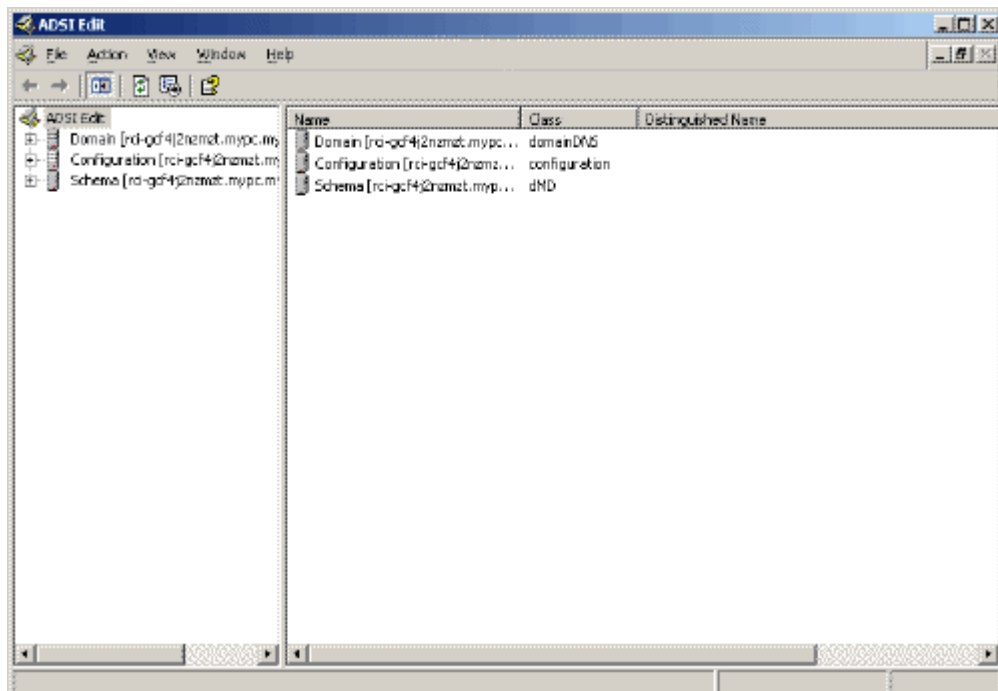 ADSI Edit
File Action View Window Help
ADSI Edit
Domain [rci-gcf4j2nzmzt.mypc.my
Configuration [rci-gcf4j2nzmzt.my
Schema [rci-gcf4j2nzmzt.mypc.m
Name Class Distinguished Name
Domain [rci-gcf4j2nzmzt.mypc... domainDNS
Configuration [rci-gcf4j2nzmz... configuration
Schema [rci-gcf4j2nzmzt.myp... dMD